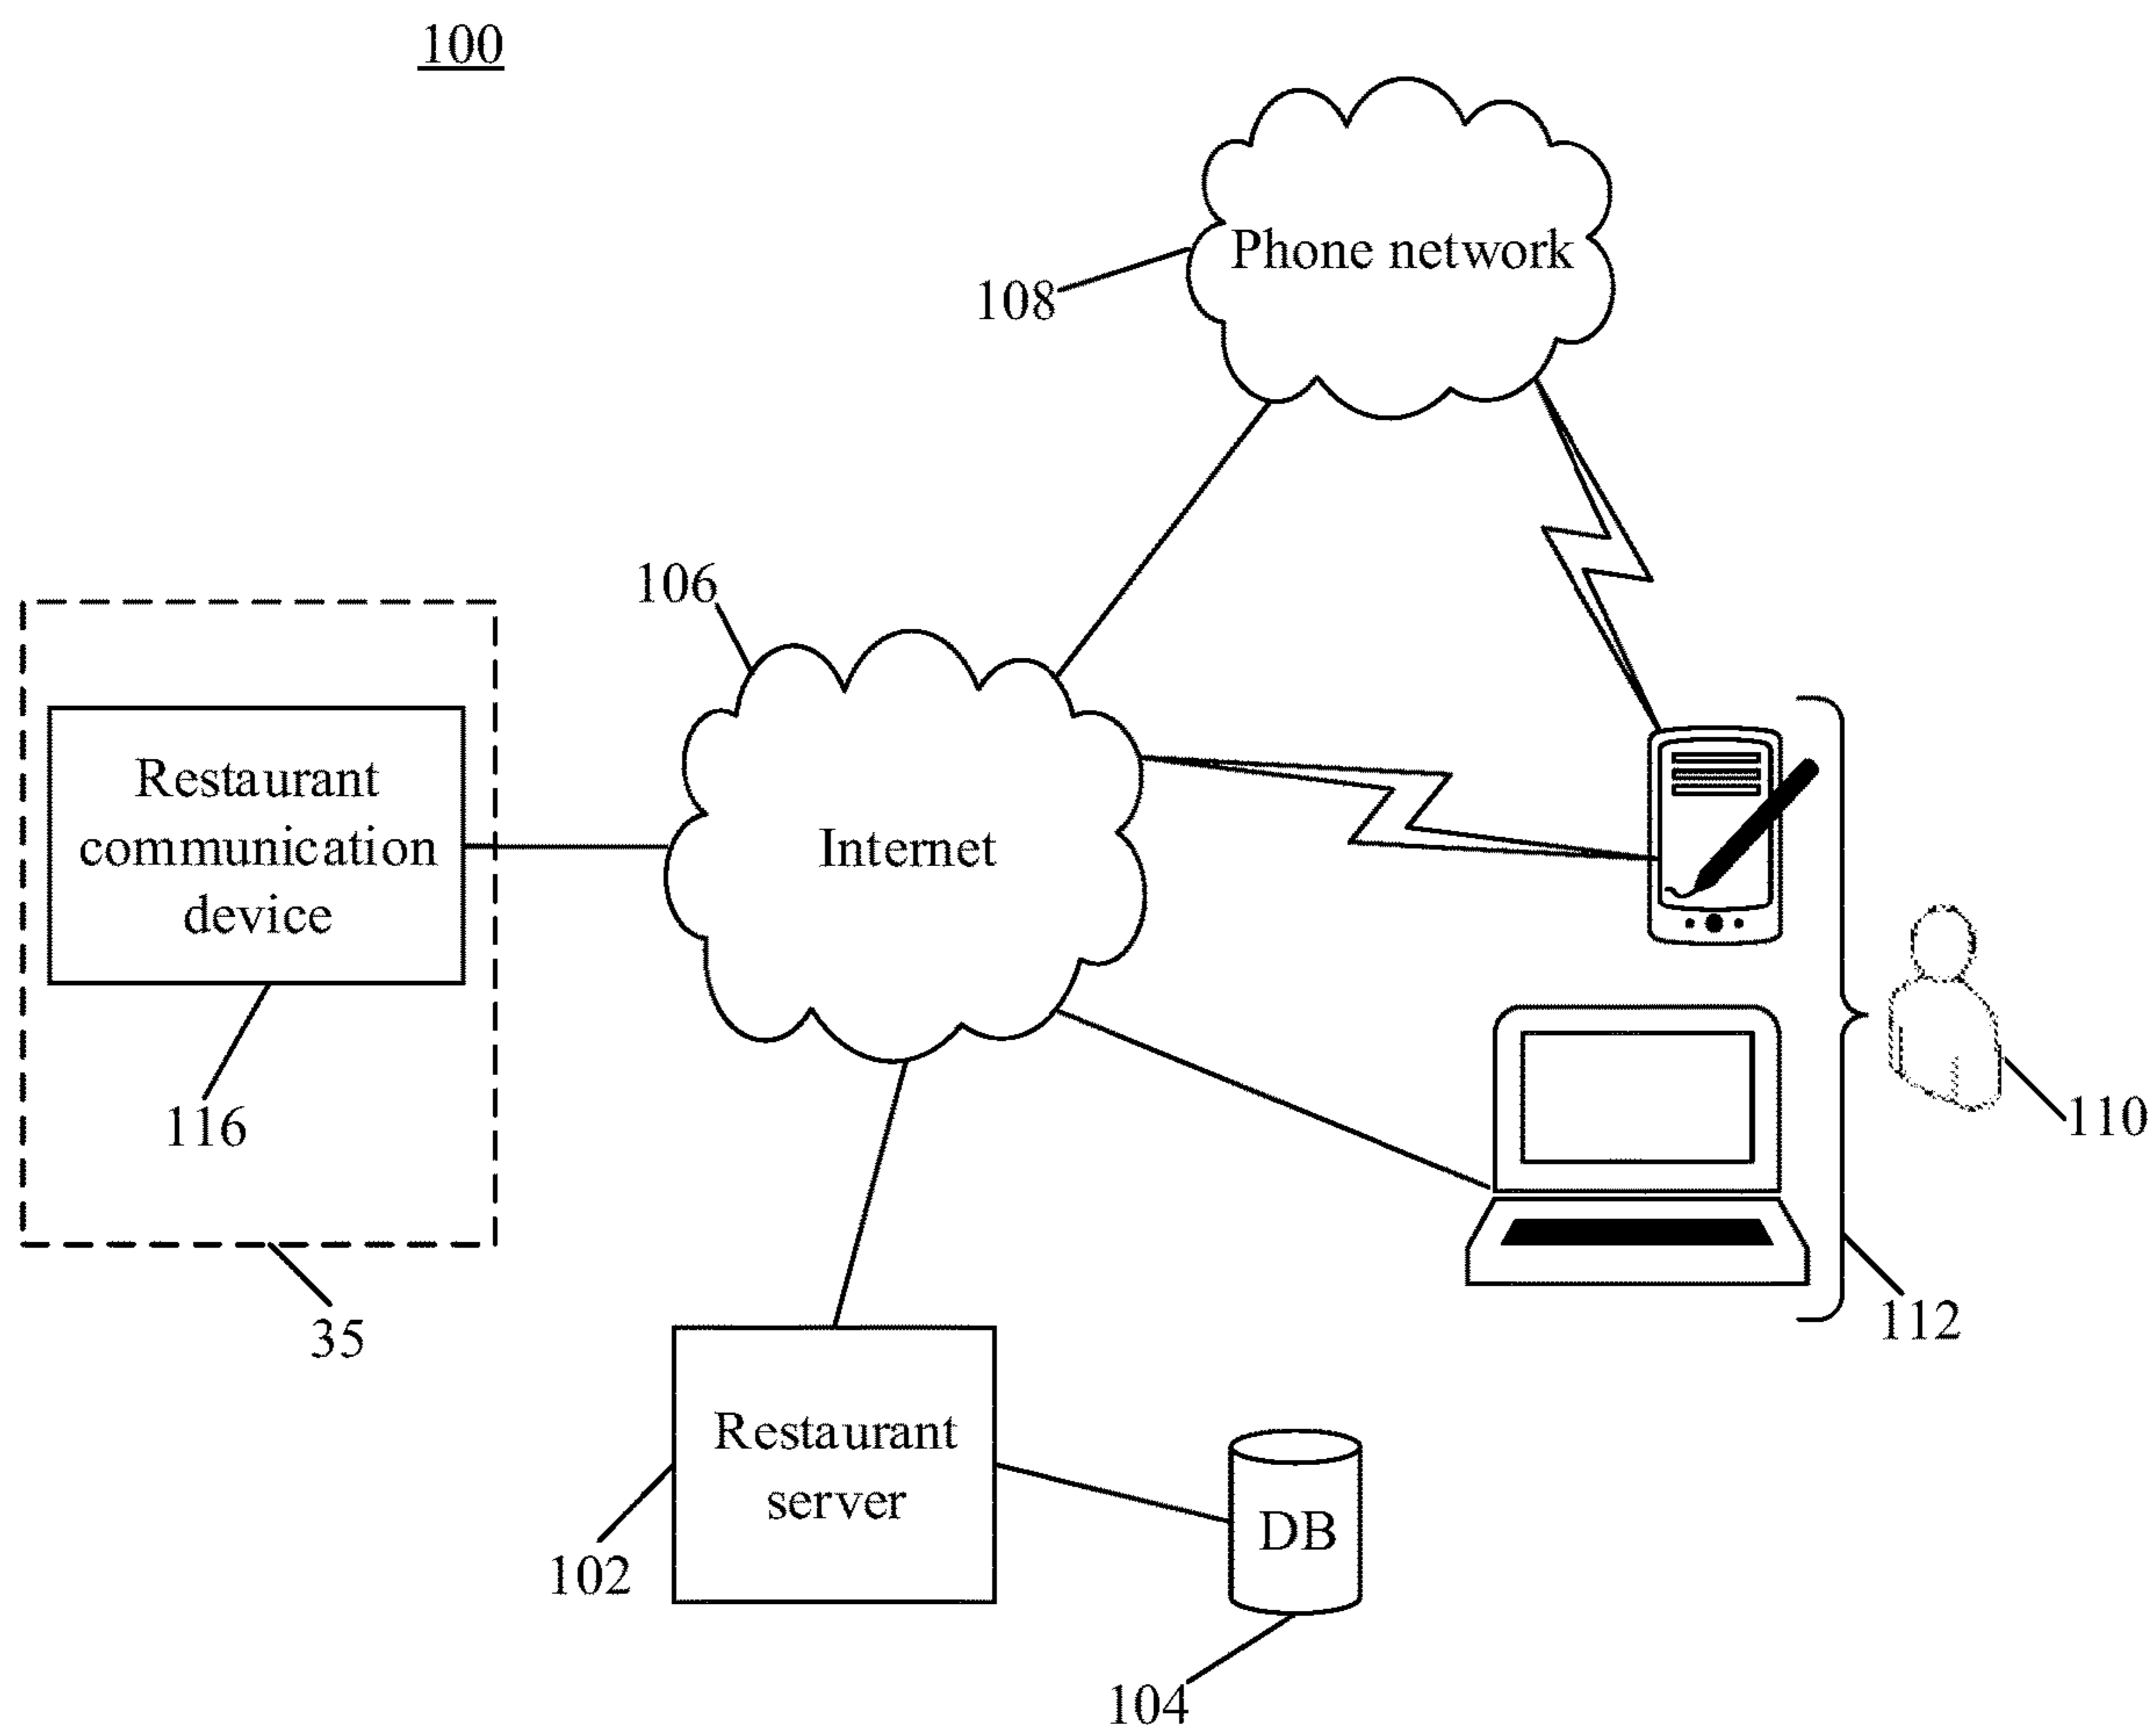 100
Phone network
108
106
Restaurant
communication
device
Internet
116
110
35
112
Restaurant
server
DB
102
104